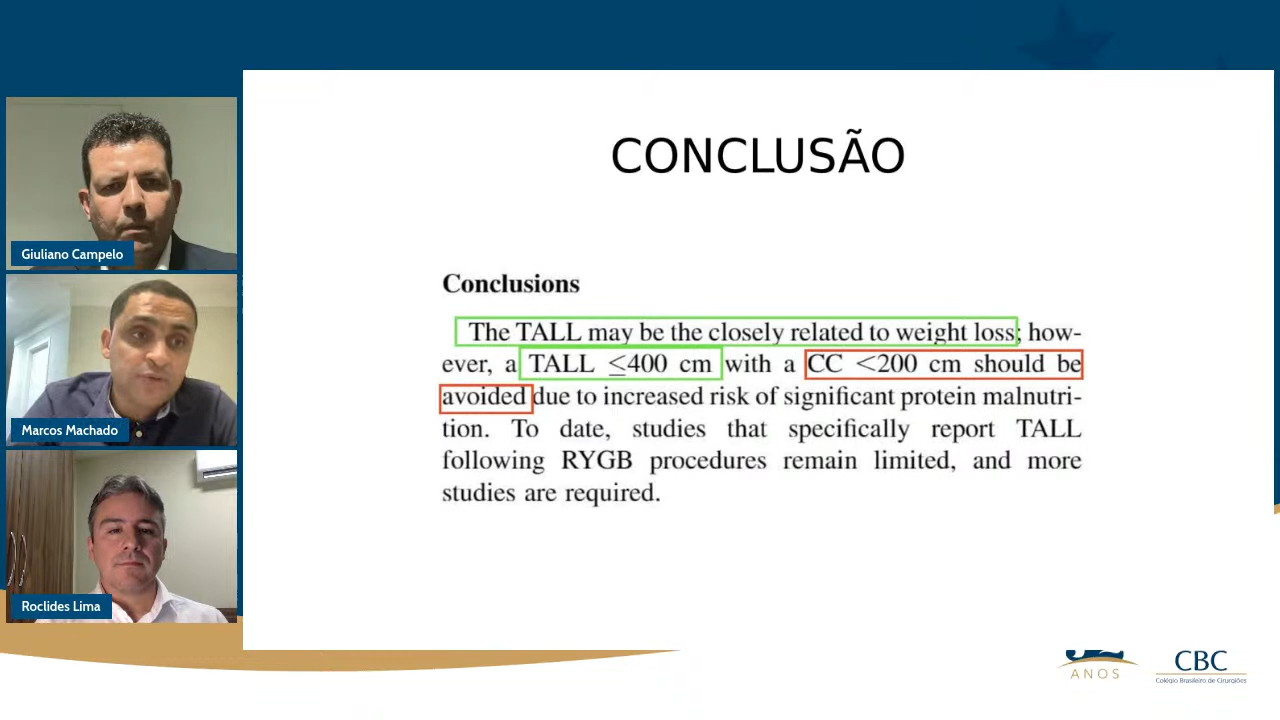 CONCLUSÃO
Giuliano Campelo
Marcos Machado
Roclides Lima
Conclusions
The TALL may be the closely related to weight loss; how-
ever, a TALL ≤400 cm with a CC <200 cm should be
avoided due to increased risk of significant protein malnutri-
tion. To date, studies that specifically report TALL
following RYGB procedures remain limited, and more
studies are required.
ANOS
CBC
Colégio Brasileiro de Cirurgiões